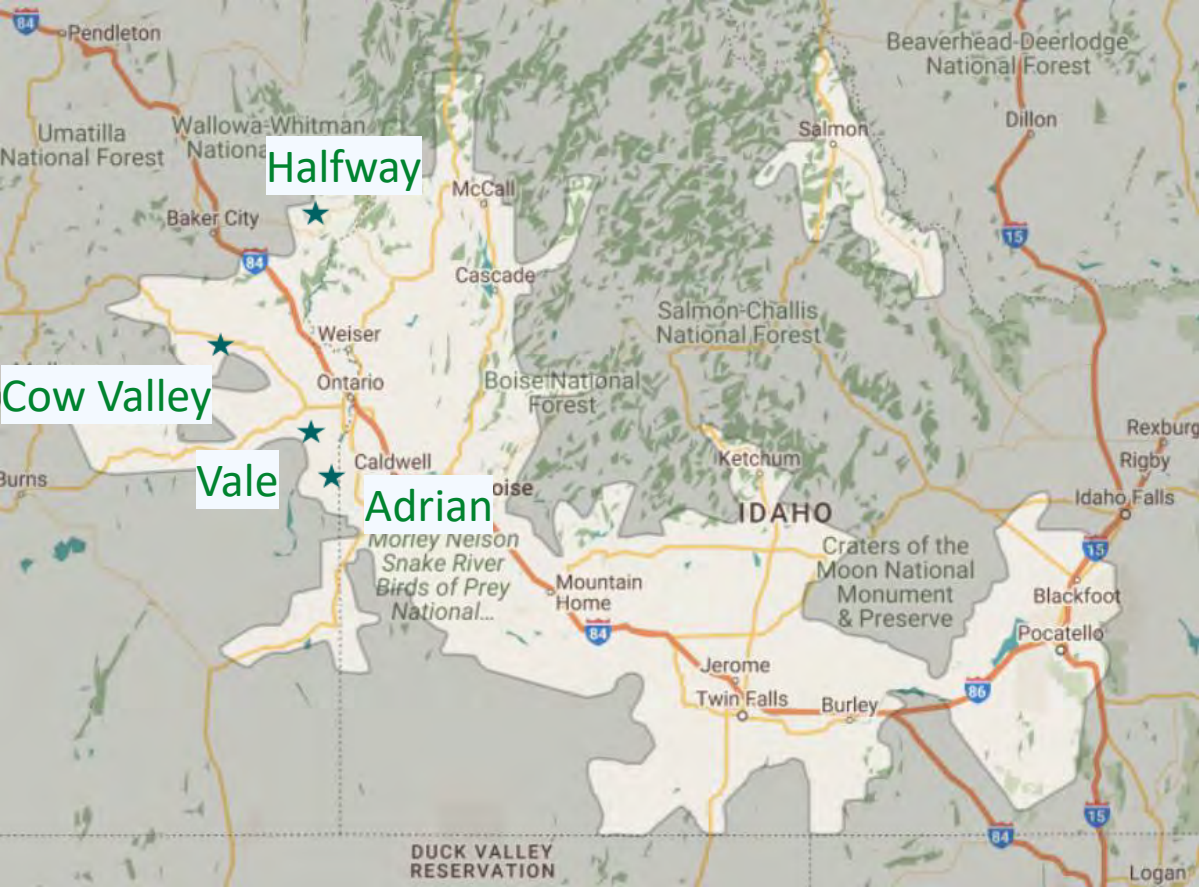 84
Pendleton
Beaverhead-Deerlodge
National Forest
Umatilla
National Forest
Wallowa-Whitman
Nationa
Halfway
Salmon
Dillon
McCall
Baker City
84
15
Cascade
Salmon-Challis
National Forest
Weiser
Ontario
Boise National
Forest
Cow Valley
Rexburg
Rigby
Caldwell
Ketchum
Vale
Burns
Adrian
oise
IDAHO
Idaho Falls
Morley Nelson
Snake River
Birds of Prey
National...
Craters of the
Moon National
Monument
& Preserve
15
Mountain
Home
Blackfoot
84
Pocatello
Jerome
Twin Falls
Burley
86
15
84
DUCK VALLEY
RESERVATION
Logan